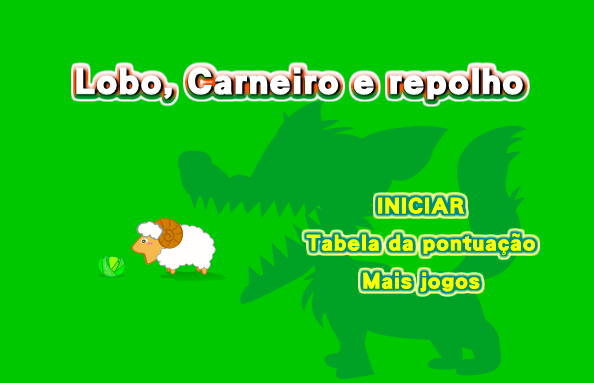 Lobo, Carneiro e repolho
INICIAR
Tabela da pontuação
Mais jogos